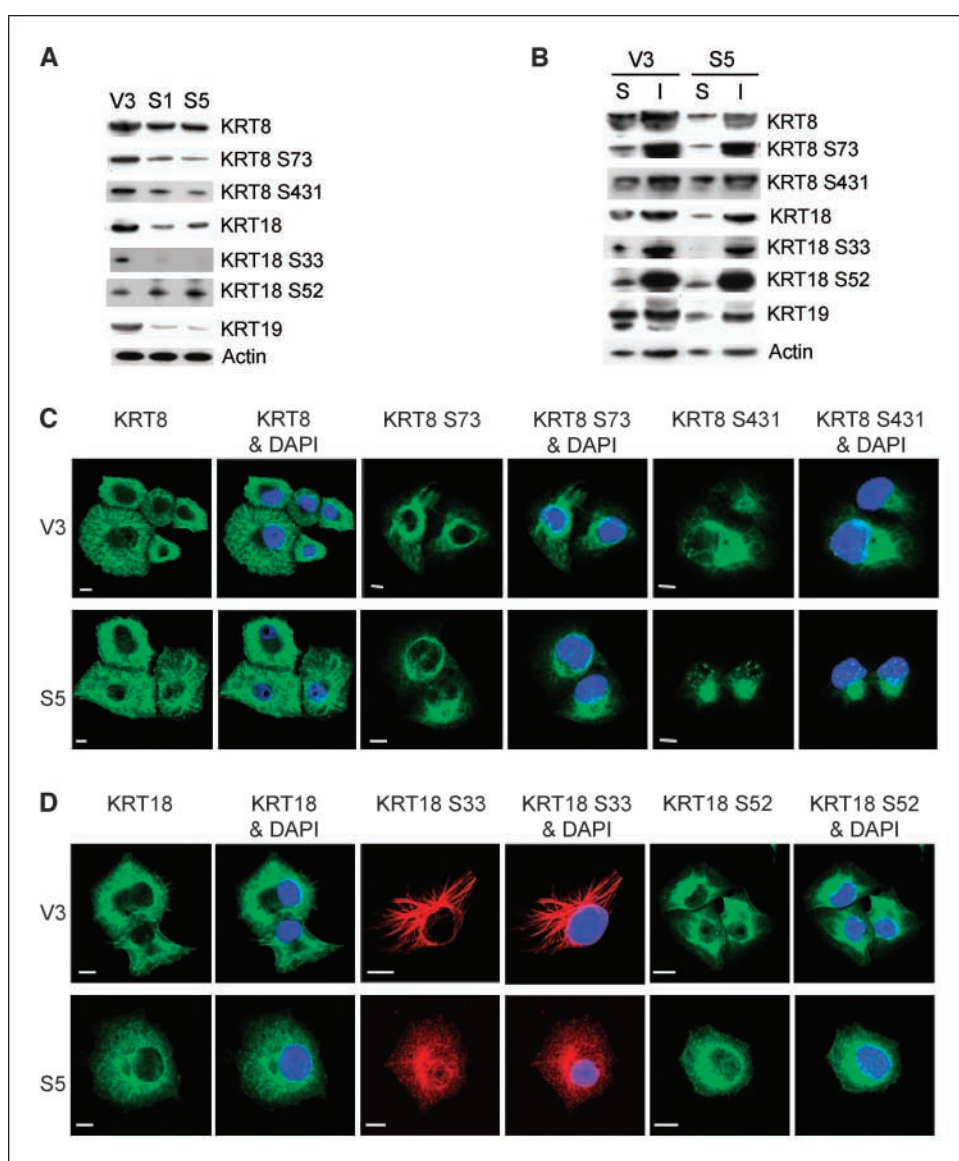 A
V3 S1 S5
KRT8
KRT8 S73
KRT8 S431
KRT18
KRT18 S33
KRT18 S52
KRT19
Actin
B
V3 S5
S I S I
KRT8
KRT8 S73
KRT8 S431
KRT18
KRT18 S33
KRT18 S52
KRT19
Actin
C
KRT8 KRT8 & DAPI KRT8 S73 KRT8 S73 & DAPI KRT8 S431 KRT8 S431 & DAPI
V3
S5
D
KRT18 KRT18 & DAPI KRT18 S33 KRT18 S33 & DAPI KRT18 S52 KRT18 S52 & DAPI
V3
S5